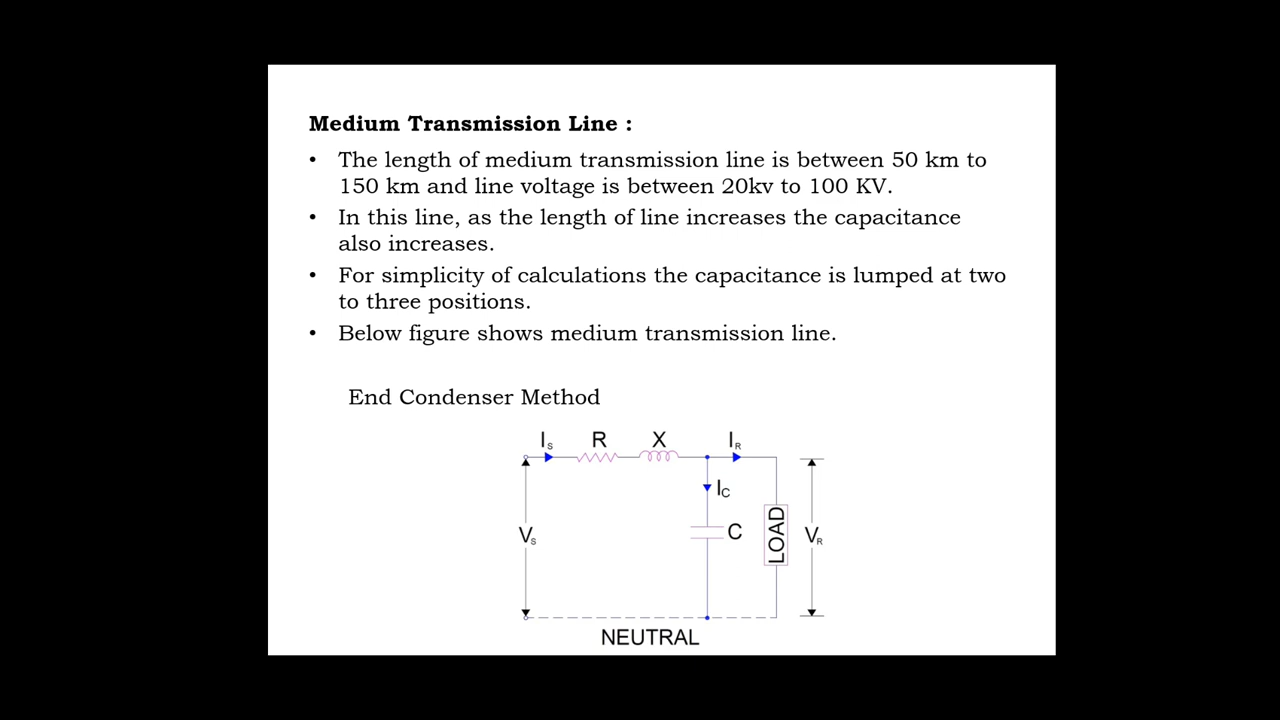 Medium Transmission Line :
• The length of medium transmission line is between 50 km to
150 km and line voltage is between 20kv to 100 KV.
• In this line, as the length of line increases the capacitance
also increases.
• For simplicity of calculations the capacitance is lumped at two
to three positions.
• Below figure shows medium transmission line.
End Condenser Method
IS R X IR
IC
VS C LOAD VR
NEUTRAL